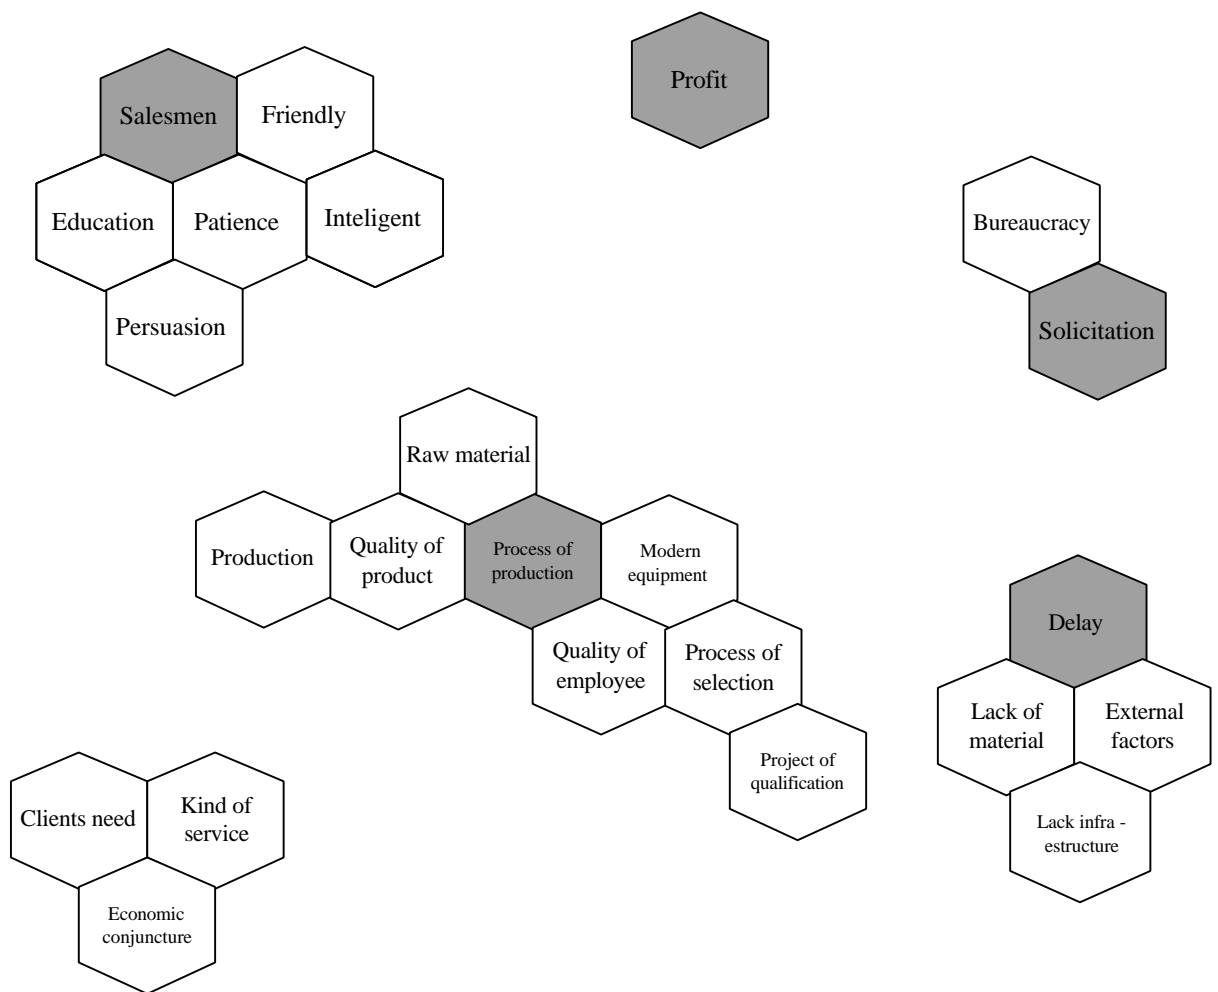 Profit
Salesmen
Friendly
Education
Patience
Inteligent
Persuasion
Bureaucracy
Solicitation
Raw material
Production
Quality of
product
Process of
production
Modern
equipment
Quality of
employee
Process of
selection
Project of
qualification
Delay
Lack of
material
External
factors
Lack infra -
estructure
Clients need
Kind of
service
Economic
conjuncture